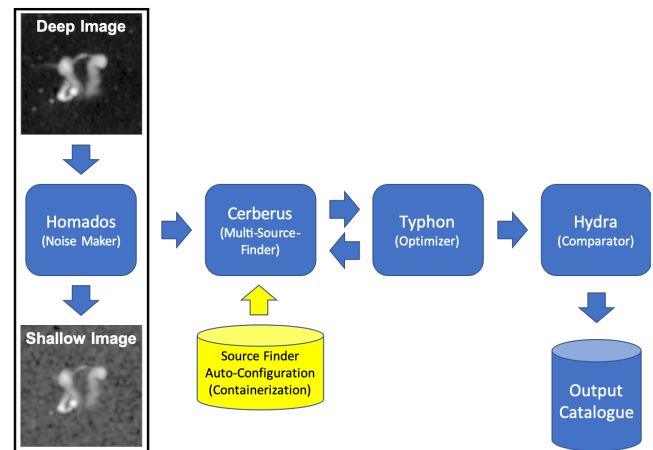 Deep Image
Homados
(Noise Maker)
Shallow Image
Cerberus
(Multi-Source-
Finder)
Source Finder
Auto-Configuration
(Containerization)
Typhon
(Optimizer)
Hydra
(Comparator)
Output
Catalogue